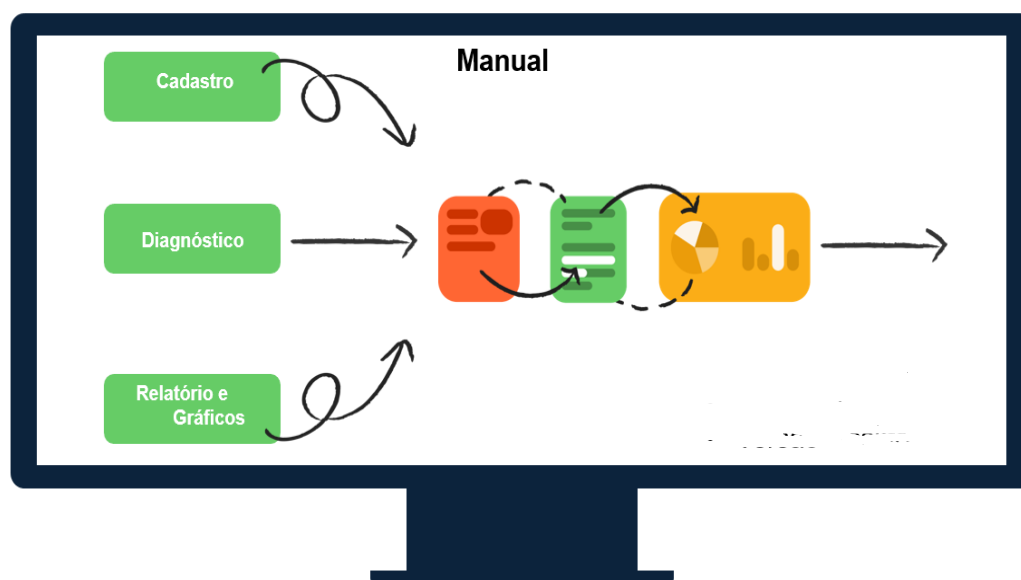 Manual
Cadastro
Diagnóstico
Relatório e
Gráficos